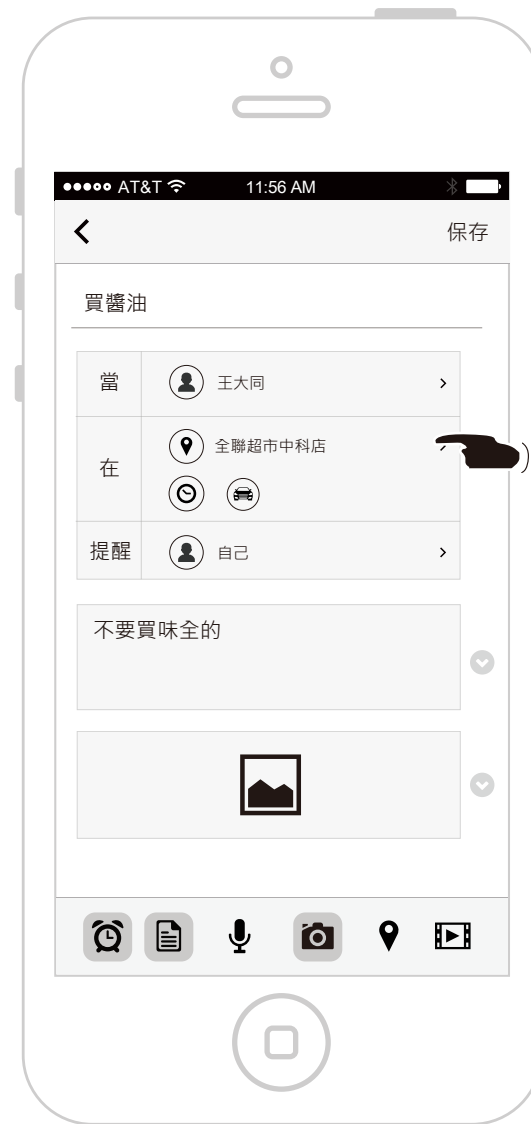 AT&T 11:56 AM
保存
買醬油
當 王大同
在 全聯超市中科店
提醒 自己
不要買味全的